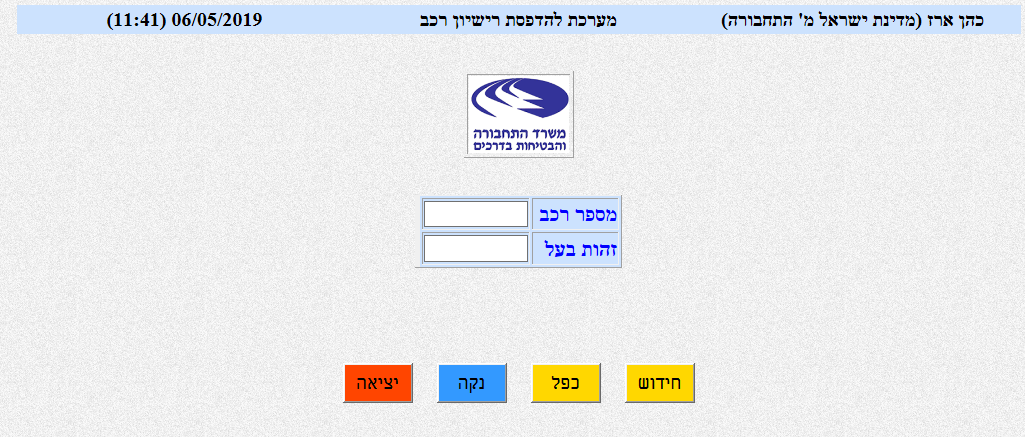 כהן ארז (מדינת ישראל מ' התחבורה) מערכת להדפסת רישיון רכב 06/05/2019 (11:41)
משרד התחבורה
והבטיחות בדרכים
מספר רכב
זהות בעל
חידוש כפל נקה יציאה